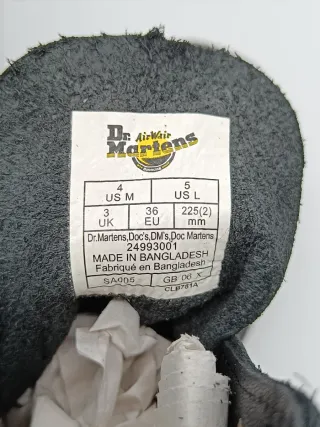 Dr. AirWair
Martens
4 US M 5 US L
3 UK 36 EU 225(2) mm
Dr.Martens,Doc's,DM's,Doc Martens
24993001
MADE IN BANGLADESH
Fabriqué en Bangladesh
SA005 GB 06 X
CLB781A